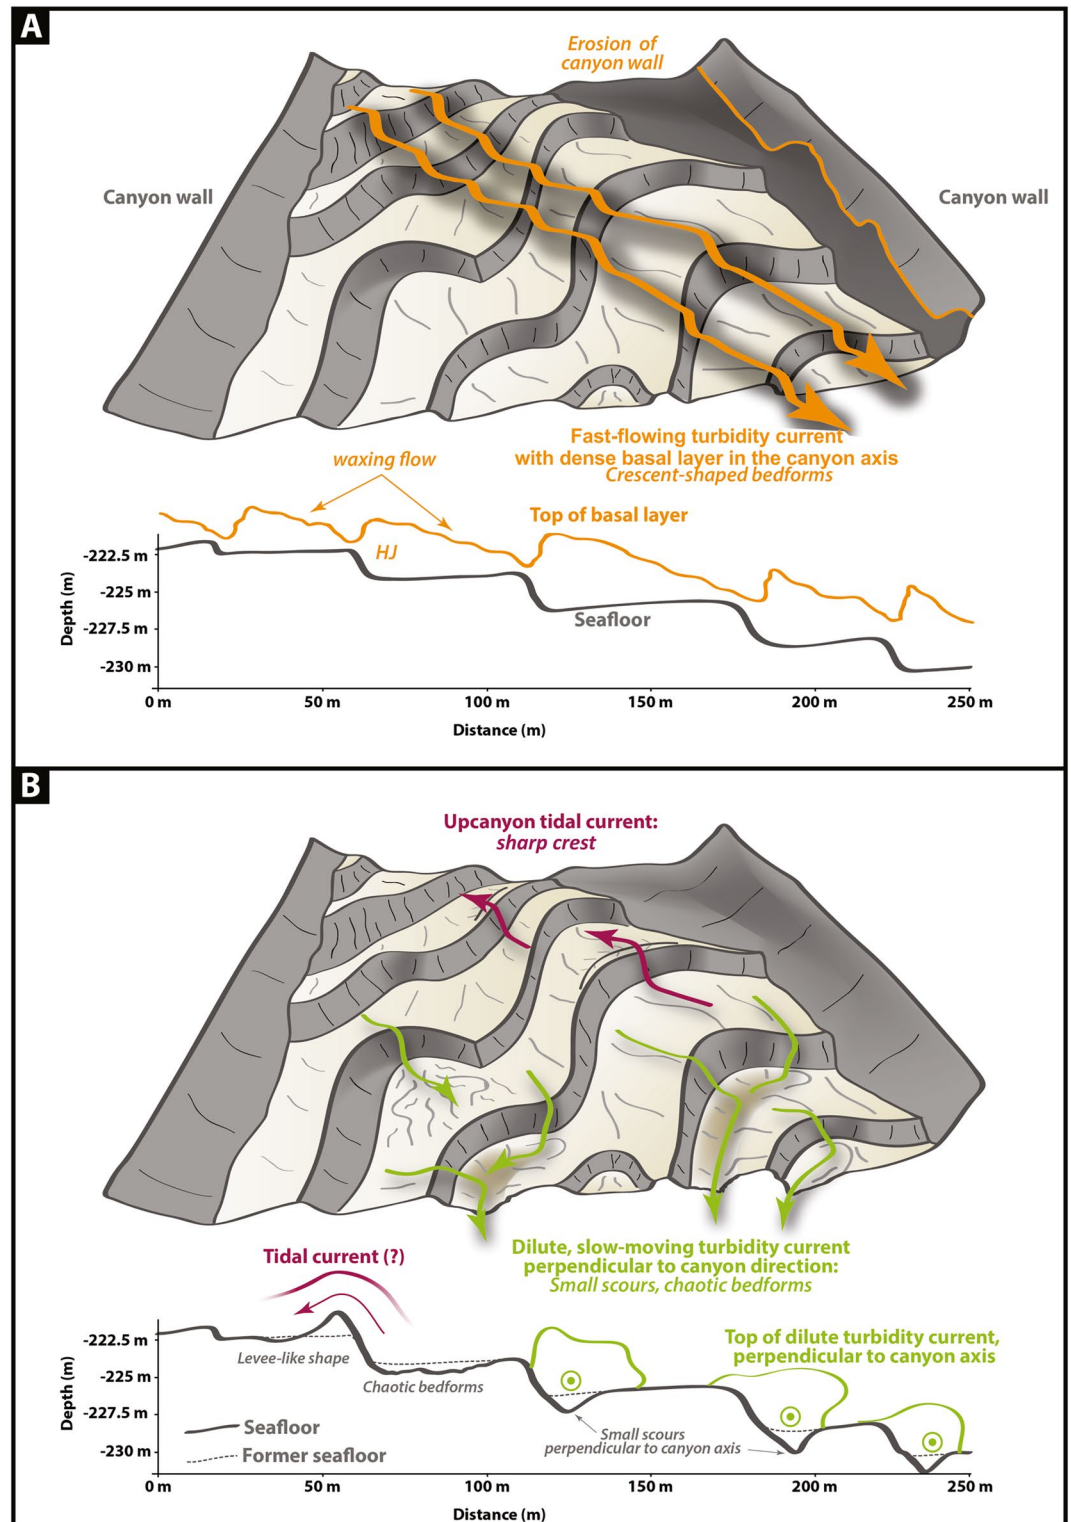 A
Erosion of
canyon wall
Canyon wall
Canyon wall
Fast-flowing turbidity current
with dense basal layer in the canyon axis
Crescent-shaped bedforms
waxing flow
Top of basal layer
HJ
Seafloor
Depth (m)
-222.5 m
-225 m
-227.5 m
-230 m
0 m
50 m
100 m
150 m
200 m
250 m
Distance (m)
B
Upcanyon tidal current:
sharp crest
Dilute, slow-moving turbidity current
perpendicular to canyon direction:
Small scours, chaotic bedforms
Tidal current (?)
Top of dilute turbidity current,
perpendicular to canyon axis
Levee-like shape
Chaotic bedforms
Small scours
perpendicular to canyon axis
Seafloor
Former seafloor
Depth (m)
-222.5 m
-225 m
-227.5 m
-230 m
0 m
50 m
100 m
150 m
200 m
250 m
Distance (m)